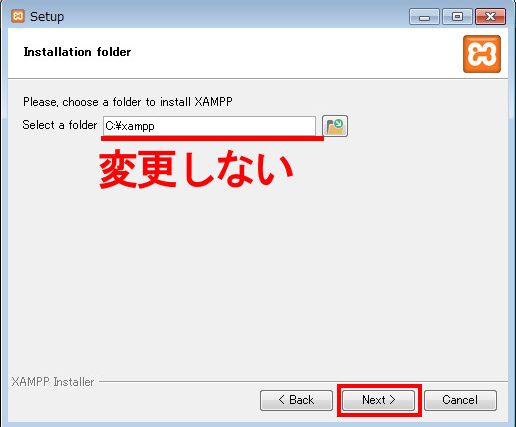 Setup
Installation folder
Please, choose a folder to install XAMPP
Select a folder C:¥xampp
変更しない
XAMPP Installer
< Back Next > Cancel